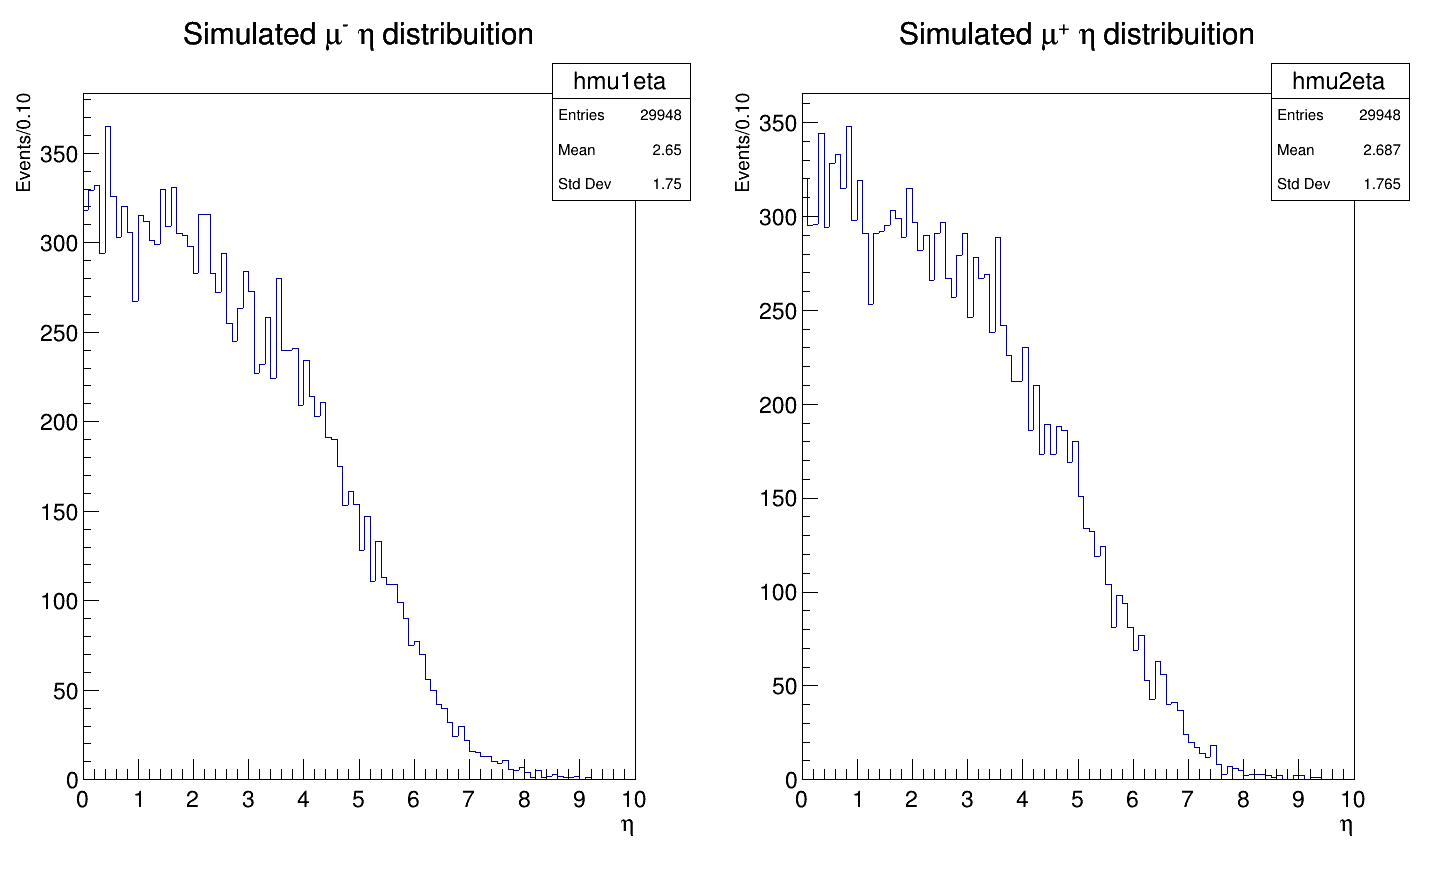 Simulated μ- η distribuition
hmu1eta
Entries 29948
Mean 2.65
Std Dev 1.75
Events/0.10
350
300
250
200
150
100
50
0
0 1 2 3 4 5 6 7 8 9 10
η
Simulated μ+ η distribuition
hmu2eta
Entries 29948
Mean 2.687
Std Dev 1.765
Events/0.10
350
300
250
200
150
100
50
0
0 1 2 3 4 5 6 7 8 9 10
η